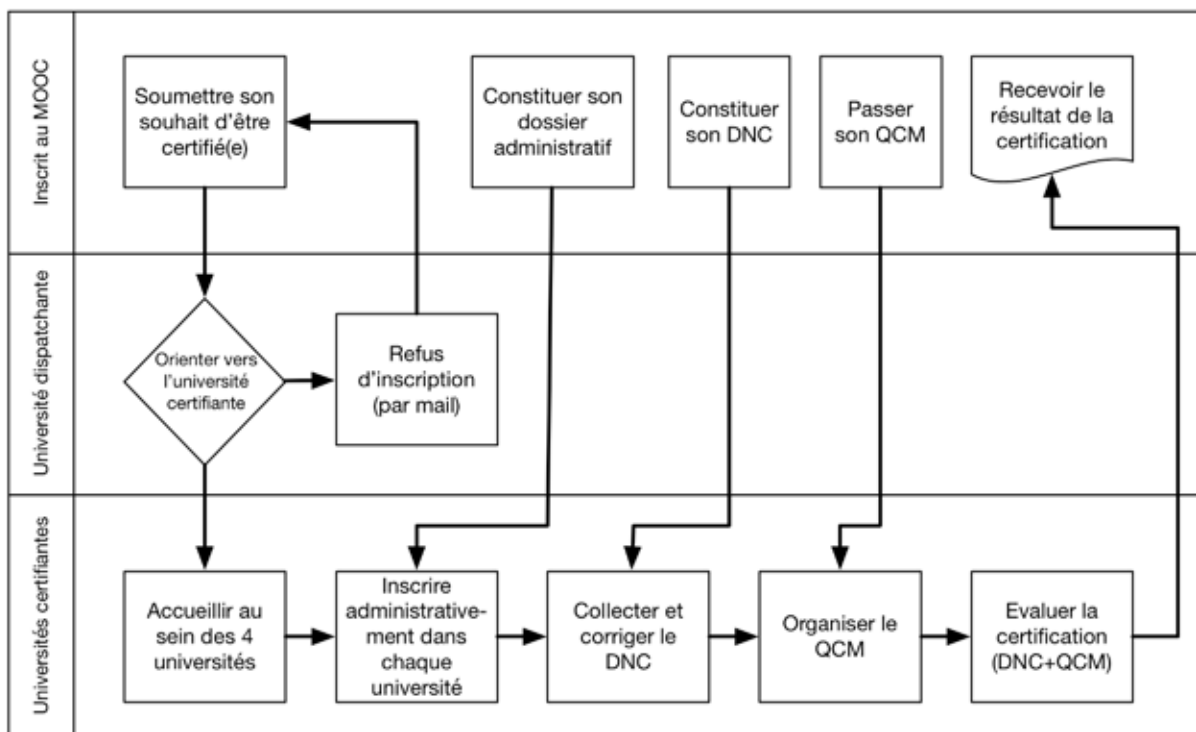 Inscrit au MOOC
Soumettre son
souhait d'être
certifié(e)
Constituer son
dossier
administratif
Constituer
son DNC
Passer
son QCM
Recevoir le
résultat de la
certification
Université dispatchante
Orienter vers
l'université
certifiante
Refus
d'inscription
(par mail)
Universités certifiantes
Accueillir au
sein des 4
universités
Inscrire
administrative-
ment dans
chaque
université
Collecter et
corriger le
DNC
Organiser le
QCM
Evaluer la
certification
(DNC+QCM)